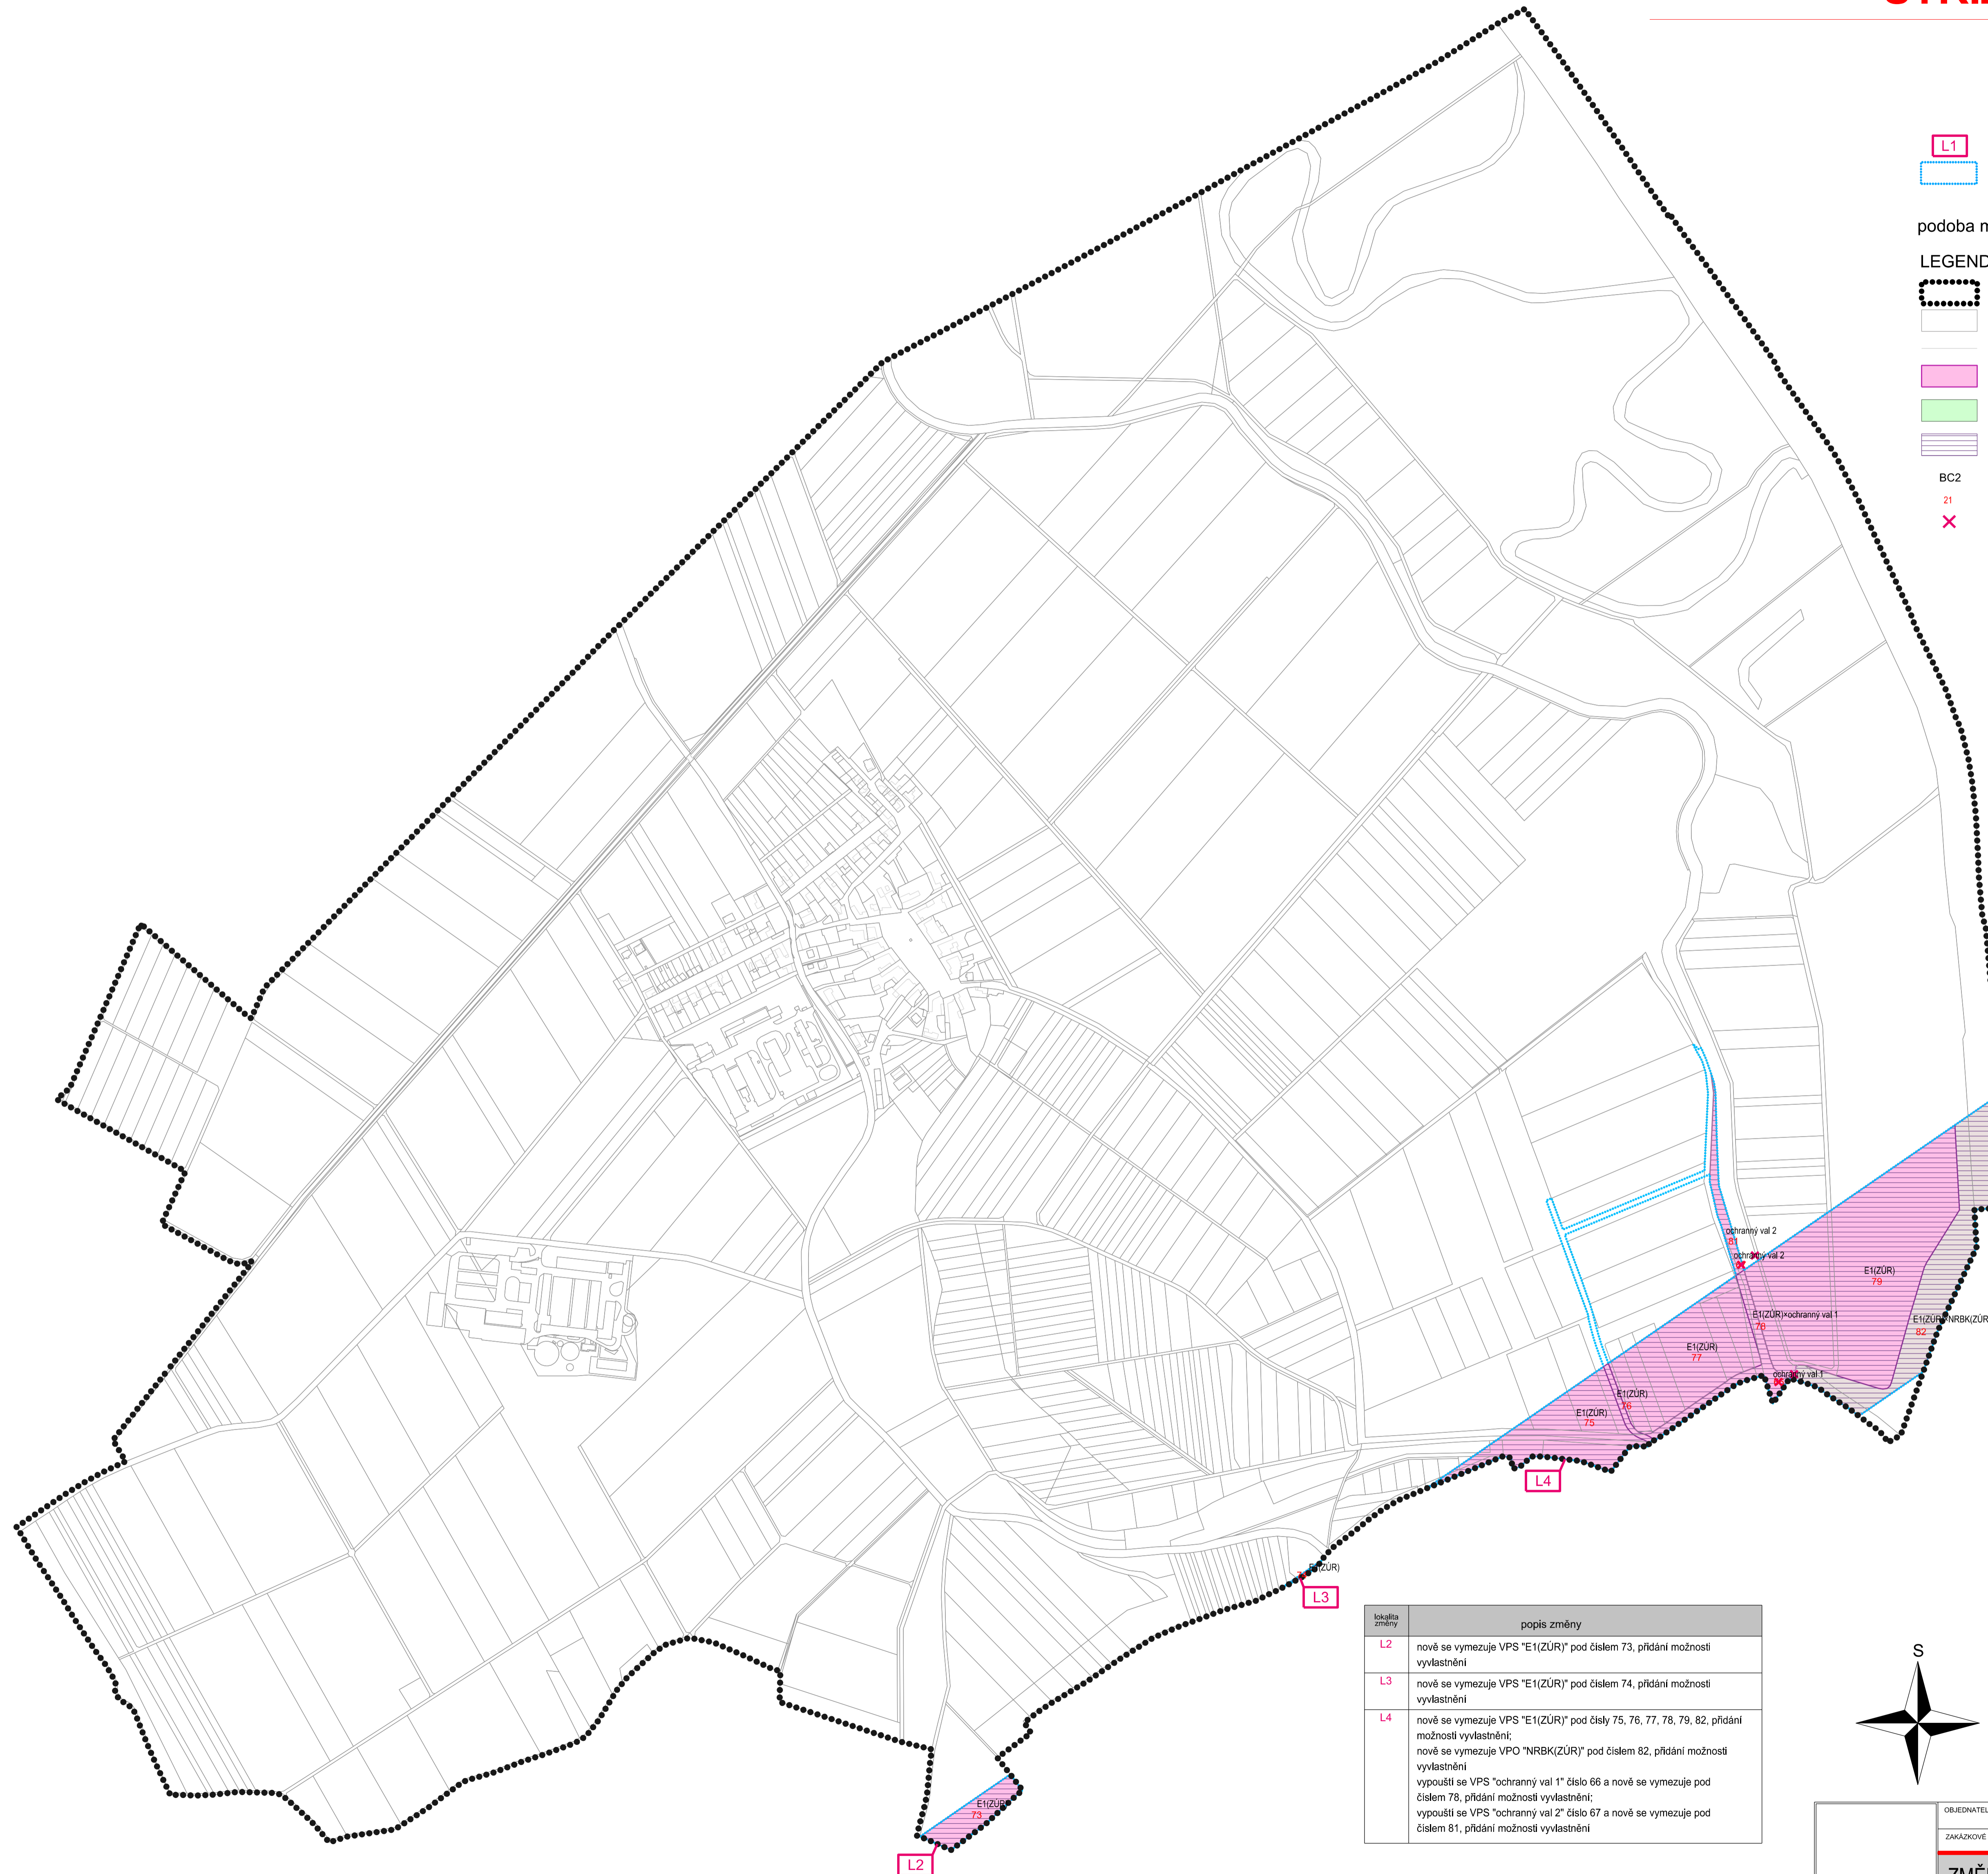 L1
podoba
BC2
21
ochranný val 2
81
ochranný val 2
E1(ZÚR)
79
E1(ZÚR)×ochranný val 1
78
E1(ZÚR)
77
82
ochranný val 1
E1(ZÚR)
76
E1(ZÚR)
75
L4
E1(ZÚR)
L3
lokalita změny
popis změny
L2
nově se vymezuje VPS "E1(ZÚR)" pod číslem 73, přidání možnosti
vyvlastnění
L3
nově se vymezuje VPS "E1(ZÚR)" pod číslem 74, přidání možnosti
vyvlastnění
L4
nově se vymezuje VPS "E1(ZÚR)" pod čísly 75, 76, 77, 78, 79, 82, přidání
možnosti vyvlastnění;
nově se vymezuje VPO "NRBK(ZÚR)" pod číslem 82, přidání možnosti
vyvlastnění
vypouští se VPS "ochranný val 1" číslo 66 a nově se vymezuje pod
číslem 78, přidání možnosti vyvlastnění;
vypouští se VPS "ochranný val 2" číslo 67 a nově se vymezuje pod
číslem 81, přidání možnosti vyvlastnění
S
E1(ZÚR)
73
L2
ZAKÁZKOVÉ